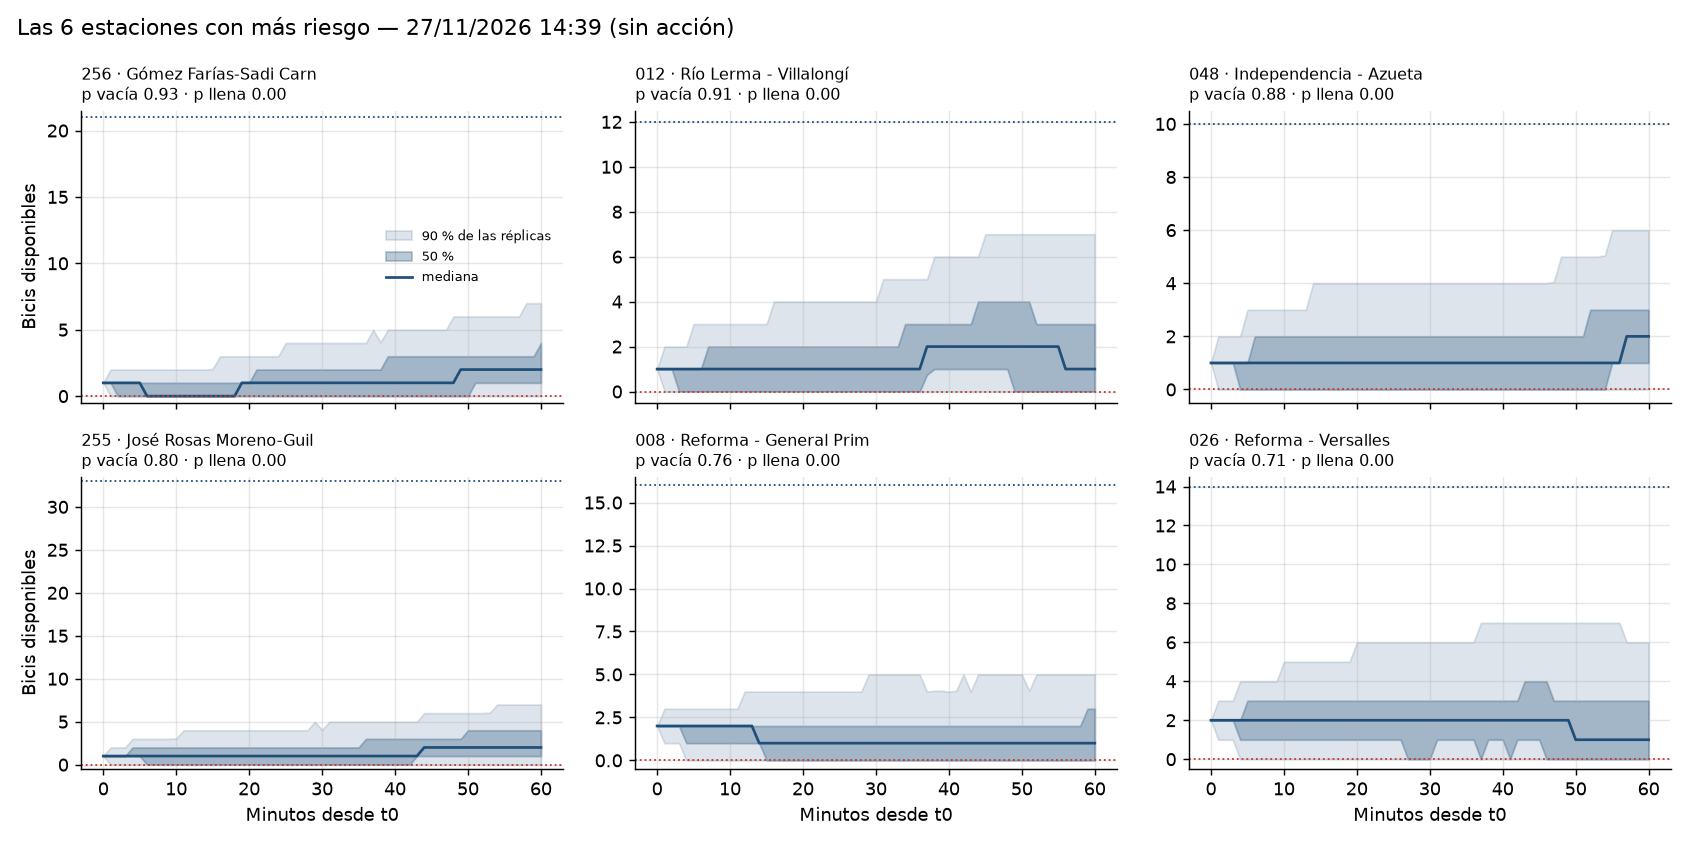 Las 6 estaciones con más riesgo — 27/11/2026 14:39 (sin acción)
256 · Gómez Farías-Sadi Carn
p vacía 0.93 · p llena 0.00
20
15
10
5
0
Bicis disponibles
90 % de las réplicas
50 %
mediana
012 · Río Lerma - Villalongí
p vacía 0.91 · p llena 0.00
12
10
8
6
4
2
0
048 · Independencia - Azueta
p vacía 0.88 · p llena 0.00
10
8
6
4
2
0
255 · José Rosas Moreno-Guil
p vacía 0.80 · p llena 0.00
30
25
20
15
10
5
0
Bicis disponibles
0 10 20 30 40 50 60
Minutos desde t0
008 · Reforma - General Prim
p vacía 0.76 · p llena 0.00
15.0
12.5
10.0
7.5
5.0
2.5
0.0
0 10 20 30 40 50 60
Minutos desde t0
026 · Reforma - Versalles
p vacía 0.71 · p llena 0.00
14
12
10
8
6
4
2
0
0 10 20 30 40 50 60
Minutos desde t0